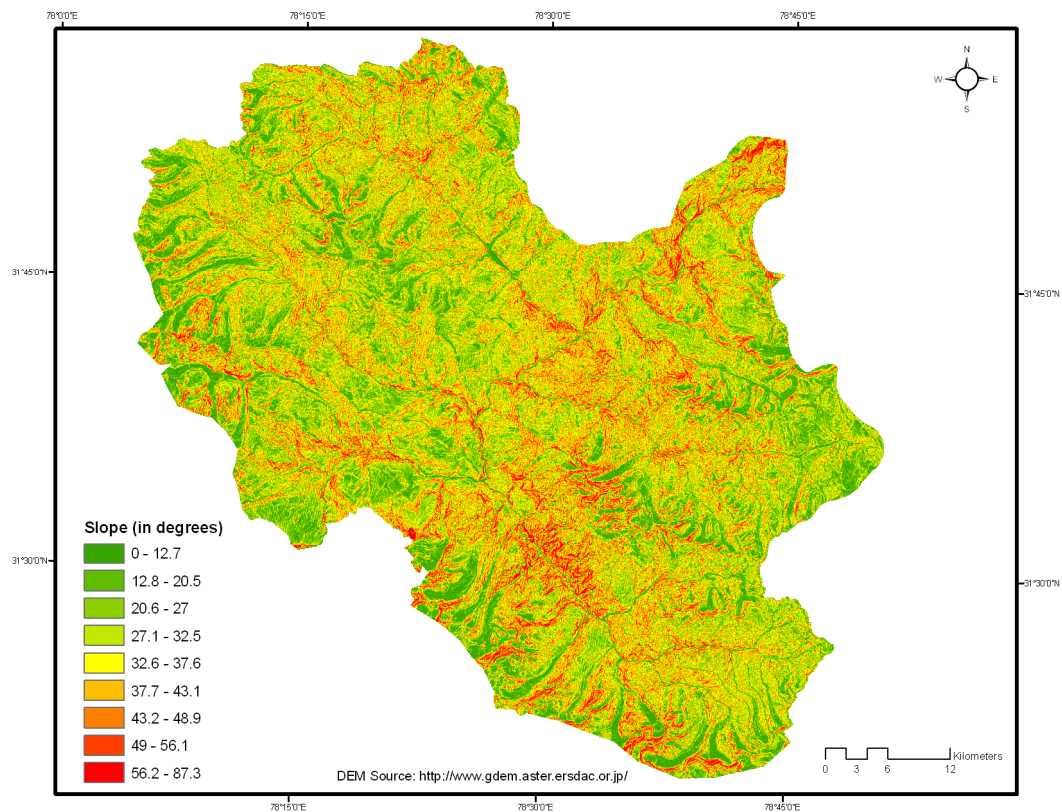 78°0'0"E 78°15'0"E 78°30'0"E 78°45'0"E
N
W E
S
31°45'0"N
31°45'0"N
31°30'0"N
31°30'0"N
Slope (in degrees)
0 - 12.7
12.8 - 20.5
20.6 - 27
27.1 - 32.5
32.6 - 37.6
37.7 - 43.1
43.2 - 48.9
49 - 56.1
56.2 - 87.3
DEM Source: http://www.gdem.aster.ersdac.or.jp/
Kilometers
0 3 6 12
78°15'0"E 78°30'0"E 78°45'0"E